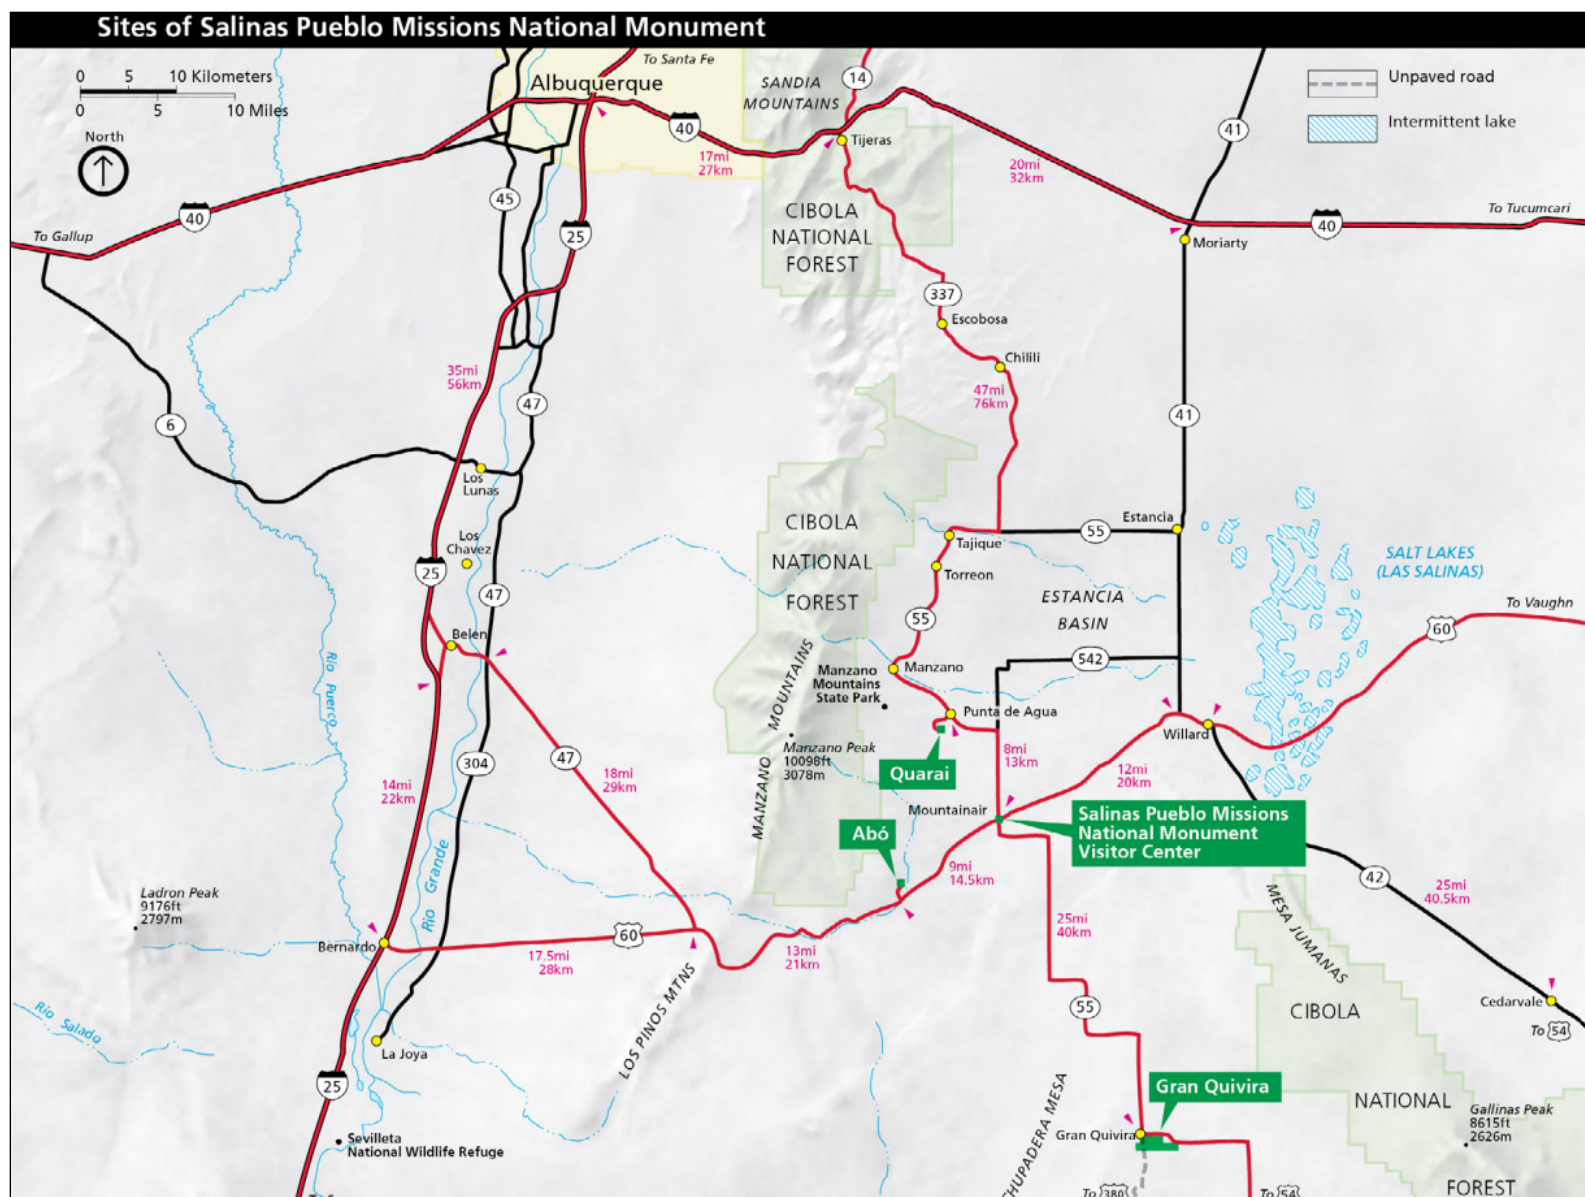 Sites of Salinas Pueblo Missions National Monument
0 5 10 Kilometers
0 5 10 Miles
North
To Santa Fe
Albuquerque
SANDIA
MOUNTAINS
14
Unpaved road
Intermittent lake
40
17mi
27km
Tijeras
41
20mi
32km
45
40
To Gallup
25
CIBOLA
NATIONAL
FOREST
To Tucumcari
40
Moriarty
337
Escobosa
Chilili
35mi
56km
47mi
76km
47
6
41
Los
Lunas
CIBOLA
NATIONAL
FOREST
Estancia
55
Los
Chavez
Tajique
Torreon
25
47
SALT LAKES
(LAS SALINAS)
ESTANCIA
BASIN
To Vaughn
60
55
Belen
542
Rio Puerco
Manzano
Manzano
Mountains
State Park
MANZANO MOUNTAINS
Punta de Agua
Willard
Manzano Peak
10098ft
3078m
Quarai
8mi
13km
47
304
14mi
22km
18mi
29km
12mi
20km
Mountainair
Salinas Pueblo Missions
National Monument
Visitor Center
Abó
9mi
14.5km
Rio Grande
Ladron Peak
9176ft
2797m
42
25mi
40.5km
MESA JUMANAS
25mi
40km
Bernardo
60
17.5mi
28km
13mi
21km
LOS PINOS MTNS
Rio Salado
55
CIBOLA
NATIONAL
FOREST
Cedarvale
To 54
La Joya
25
Gran Quivira
CHUPADERA MESA
Gran Quivira
Gallinas Peak
8615ft
2626m
Sevilleta
National Wildlife Refuge
To 380
To 54